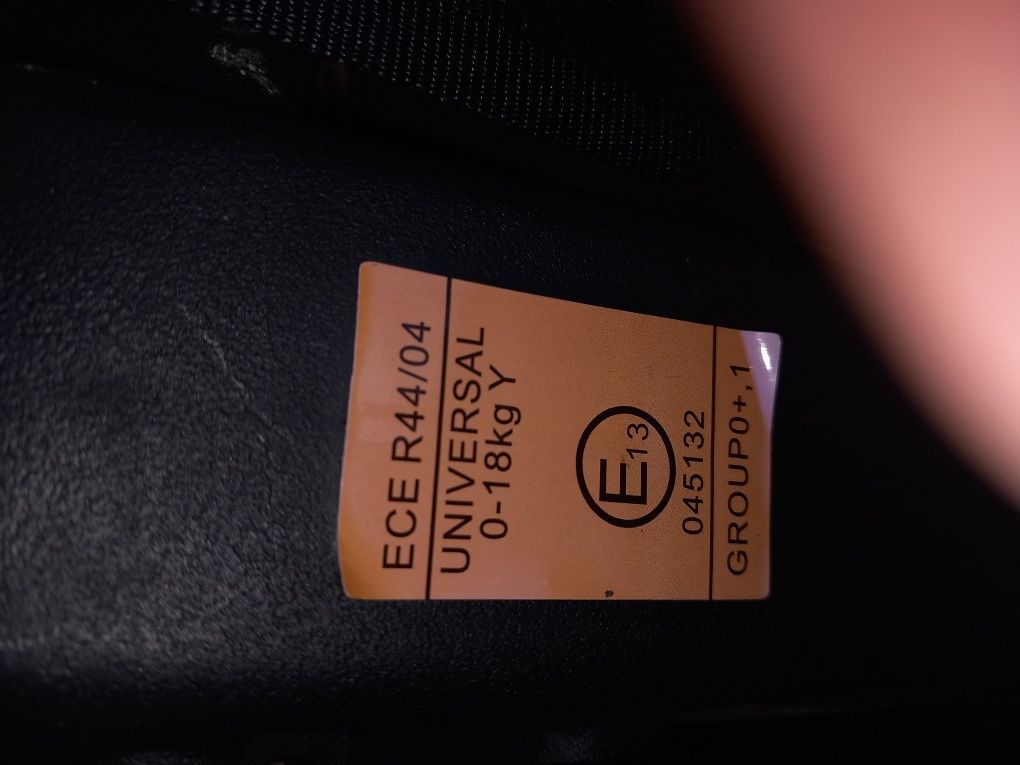 ECE R44/04
UNIVERSAL
0-18kg Y
E13
045132
GROUP0+,1